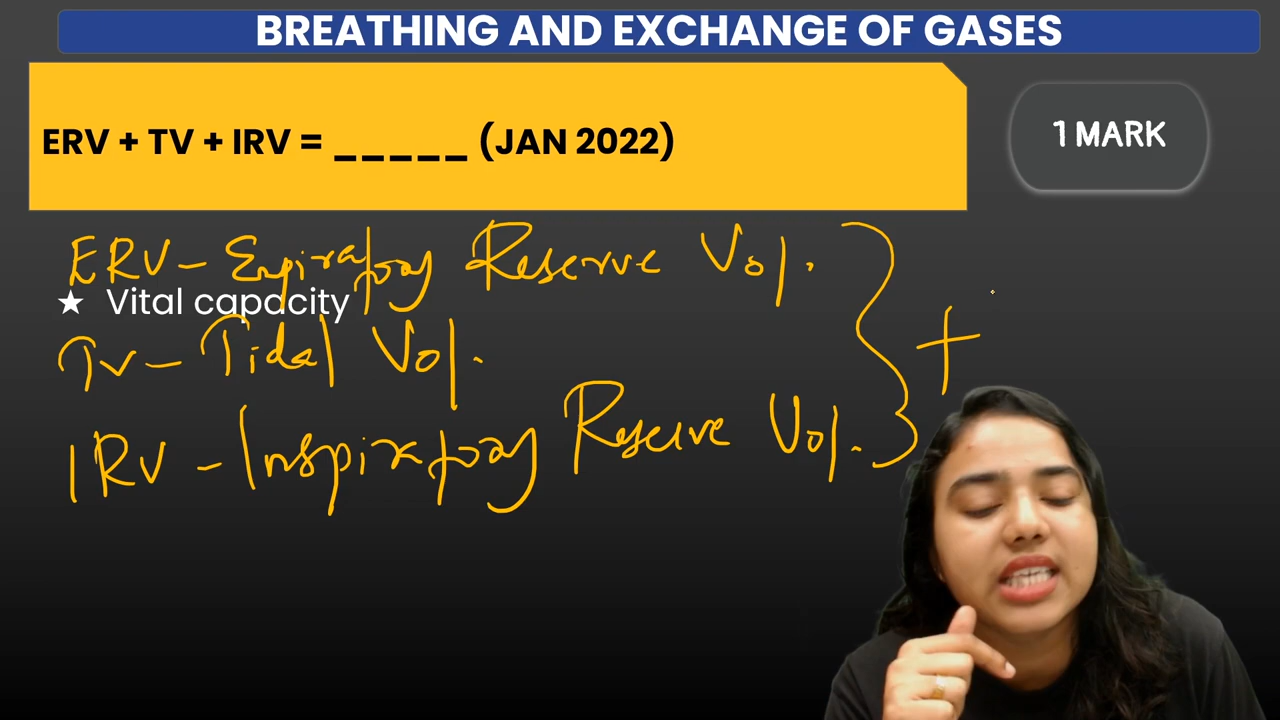 BREATHING AND EXCHANGE OF GASES
ERV + TV + IRV = _____ (JAN 2022)
1 MARK
ERV - Expiratory Reserve Vol.
★ Vital capacity
TV - Tidal Vol.
IRV - Inspiratory Reserve Vol.
+